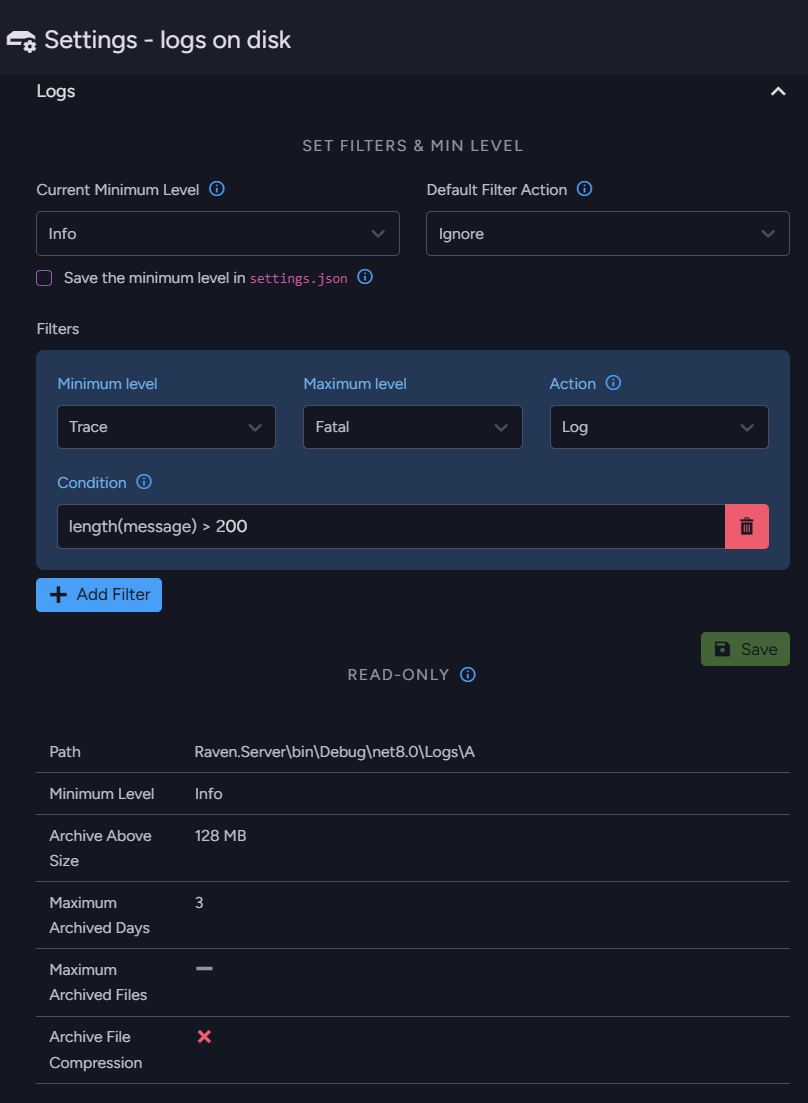 Settings - logs on disk
Logs
SET FILTERS & MIN LEVEL
Current Minimum Level
Default Filter Action
Info
Ignore
Save the minimum level in settings.json
Filters
Minimum level
Maximum level
Action
Trace
Fatal
Log
Condition
length(message) > 200
Add Filter
Save
READ-ONLY
Path Raven.Server\bin\Debug\net8.0\Logs\A
Minimum Level Info
Archive Above 128 MB
Size
Maximum 3
Archived Days
Maximum
Archived Files
Archive File
Compression